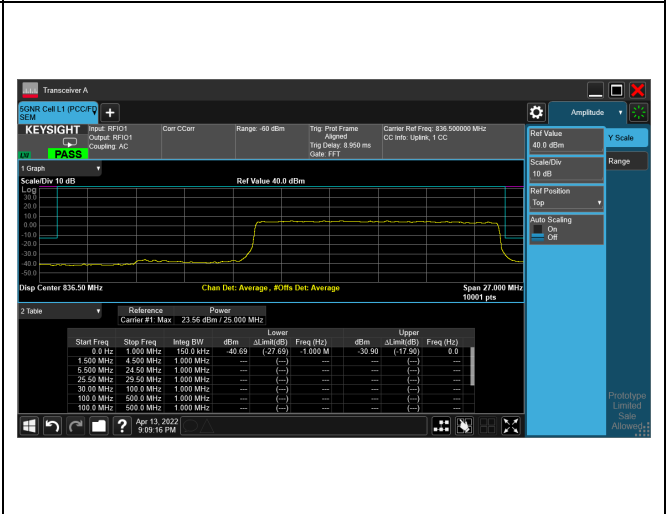 Transceiver A
5GNR Cell L1 (PCC/FD
SEM
Amplitude
KEYSIGHT
Input: RFIO1
Output: RFIO1
Coupling: AC
Corr CCorr
Range: -60 dBm
Trig: Prot Frame
Aligned
Trig Delay: 8.950 ms
Gate: FFT
Carrier Ref Freq: 836.500000 MHz
CC Info: Uplink, 1 CC
PASS
Ref Value
40.0 dBm
Y Scale
Scale/Div
10 dB
Range
Ref Position
Top
Auto Scaling
On
Off
1 Graph
Scale/Div 10 dB
Ref Value 40.0 dBm
Log
30.0
20.0
10.0
0.00
-10.0
-20.0
-30.0
-40.0
-50.0
Disp Center 836.50 MHz
Chan Det: Average, #Offs Det: Average
Span 27.000 MHz
10001 pts
2 Table
Reference Power
Carrier #1: Max 23.56 dBm / 25.000 MHz
Lower Upper
Start Freq Stop Freq Integ BW dBm ΔLimit(dB) Freq (Hz) dBm ΔLimit(dB) Freq (Hz)
0.0 Hz 1.000 MHz 150.0 kHz -40.69 (-27.69) -1.000 M -30.90 (-17.90) 0.0
1.500 MHz 4.500 MHz 1.000 MHz --- (---) --- --- (---) ---
5.500 MHz 24.50 MHz 1.000 MHz --- (---) --- --- (---) ---
25.50 MHz 29.50 MHz 1.000 MHz --- (---) --- --- (---) ---
30.00 MHz 100.0 MHz 1.000 MHz --- (---) --- --- (---) ---
100.0 MHz 500.0 MHz 1.000 MHz --- (---) --- --- (---) ---
100.0 MHz 500.0 MHz 1.000 MHz --- (---) --- --- (---) ---
Apr 13, 2022
9:09:16 PM
Prototype
Limited
Sale
Allowed